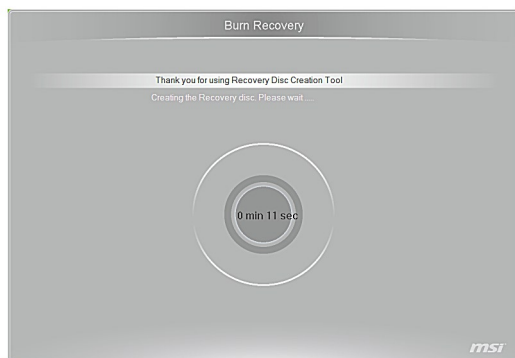 Burn Recovery
Thank you for using Recovery Disc Creation Tool
Creating the Recovery disc. Please wait.....
0 min 11 sec
msi